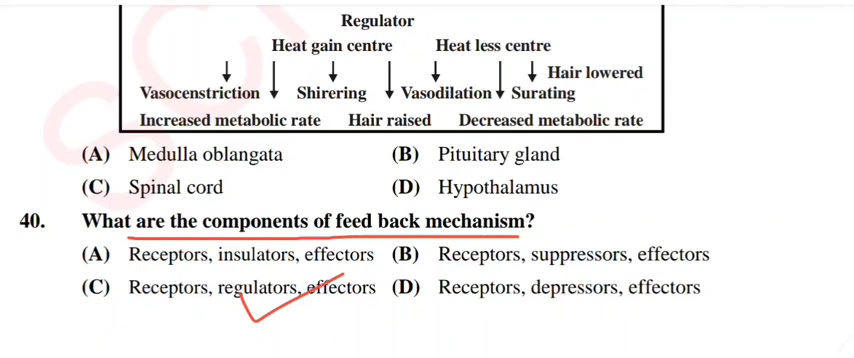 Regulator
Heat gain centre Heat less centre
Hair lowered
Vasocenstriction Shirering Vasodilation Surating
Increased metabolic rate Hair raised Decreased metabolic rate
(A) Medulla oblangata (B) Pituitary gland
(C) Spinal cord (D) Hypothalamus
40. What are the components of feed back mechanism?
(A) Receptors, insulators, effectors (B) Receptors, suppressors, effectors
(C) Receptors, regulators, effectors (D) Receptors, depressors, effectors